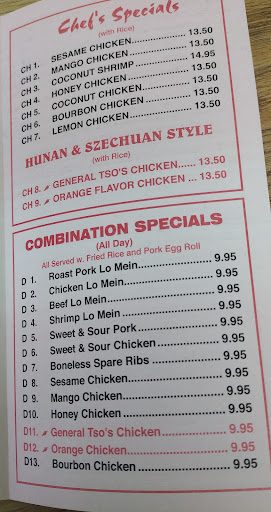 Chef's Specials
(with Rice)
CH 1. SESAME CHICKEN............... 13.50
CH 2. MANGO CHICKEN............... 13.50
CH 3. COCONUT SHRIMP............. 14.95
CH 4. HONEY CHICKEN................ 13.50
CH 5. COCONUT CHICKEN........... 13.50
CH 6. BOURBON CHICKEN........... 13.50
CH 7. LEMON CHICKEN................ 13.50
HUNAN & SZECHUAN STYLE
(with Rice)
CH 8. GENERAL TSO'S CHICKEN...... 13.50
CH 9. ORANGE FLAVOR CHICKEN ... 13.50
COMBINATION SPECIALS
(All Day)
All Served w. Fried Rice and Pork Egg Roll
D 1. Roast Pork Lo Mein................... 9.95
D 2. Chicken Lo Mein........................ 9.95
D 3. Beef Lo Mein............................. 9.95
D 4. Shrimp Lo Mein......................... 9.95
D 5. Sweet & Sour Pork.................... 9.95
D 6. Sweet & Sour Chicken............... 9.95
D 7. Boneless Spare Ribs ................ 9.95
D 8. Sesame Chicken....................... 9.95
D 9. Mango Chicken......................... 9.95
D10. Honey Chicken ........................ 9.95
D11. General Tso's Chicken.............. 9.95
D12. Orange Chicken ....................... 9.95
D13. Bourbon Chicken ..................... 9.95